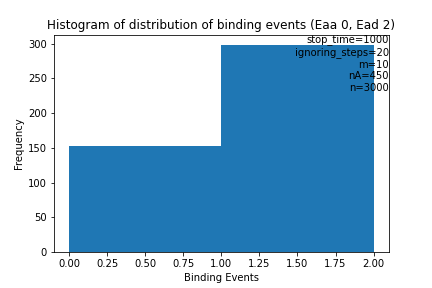 Histogram of distribution of binding events (Eaa 0, Ead 2)
stop_time=1000
ignoring_steps=20
m=10
nA=450
n=3000
300
250
200
150
100
50
0
Frequency
0.00 0.25 0.50 0.75 1.00 1.25 1.50 1.75 2.00
Binding Events